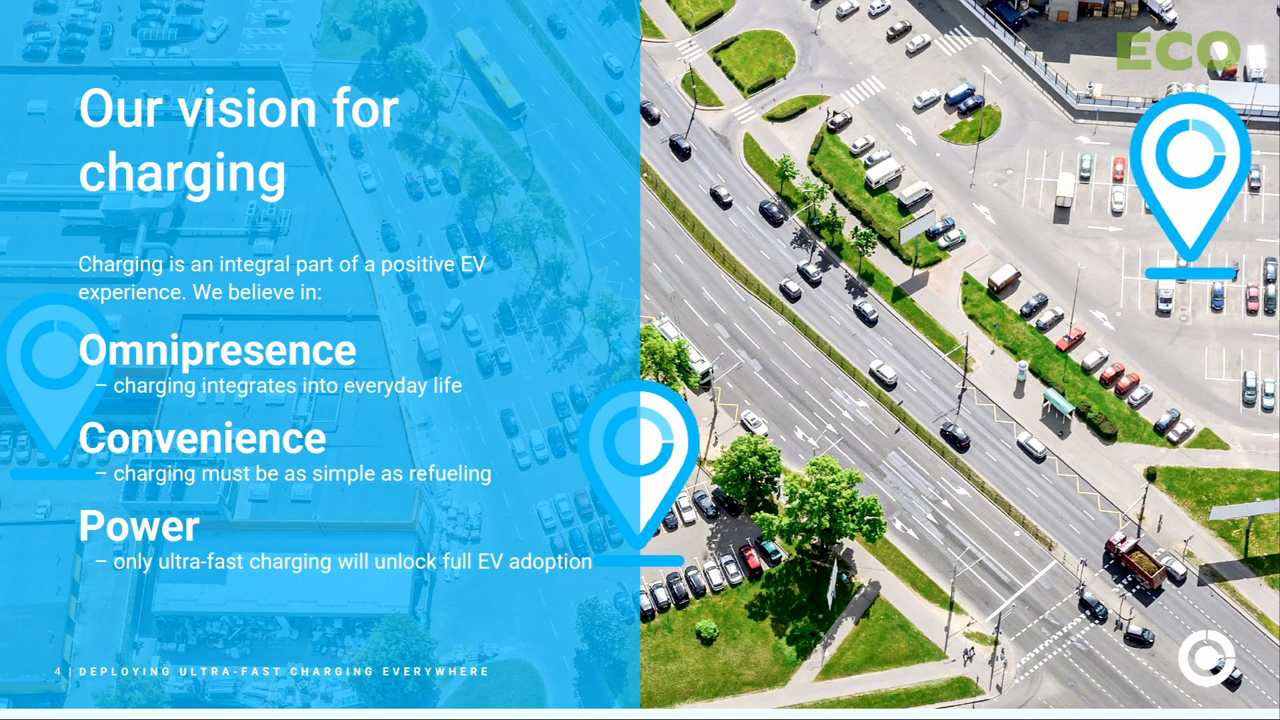 ECO
Our vision for
charging
Charging is an integral part of a positive EV
experience. We believe in:
Omnipresence
– charging integrates into everyday life
Convenience
– charging must be as simple as refueling
Power
– only ultra-fast charging will unlock full EV adoption
4 | DEPLOYING ULTRA-FAST CHARGING EVERYWHERE